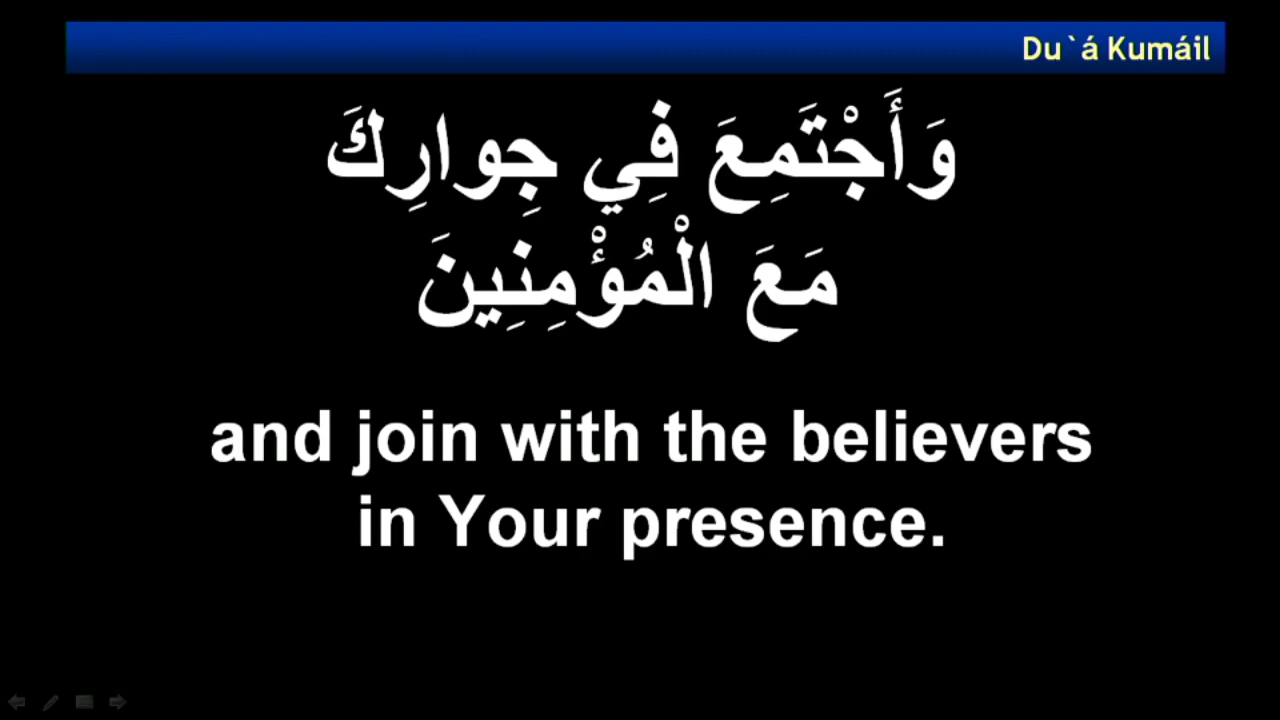 Du`á Kumáil
وَأَجْتَمِعَ فِي جِوارِكَ
مَعَ الْمُؤْمِنِينَ
and join with the believers
in Your presence.